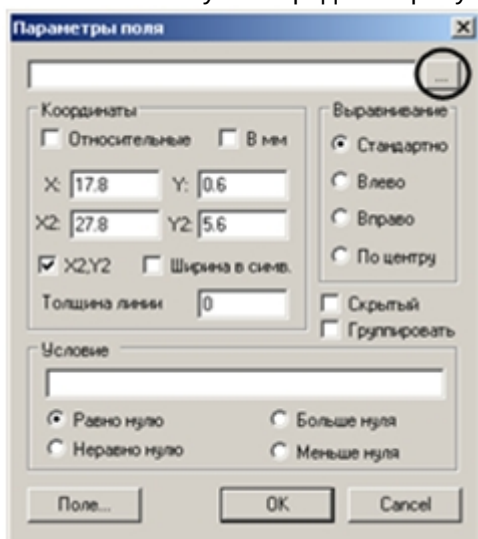 Параметры поля
...
Координаты
Относительные В мм
X: 17.8 Y: 0.6
X2: 27.8 Y2: 5.6
X2,Y2 Ширина в симв.
Толщина линии 0
Выравнивание
Стандартно
Влево
Вправо
По центру
Скрытый
Группировать
Условие
Равно нулю Больше нуля
Неравно нулю Меньше нуля
Поле... OK Cancel